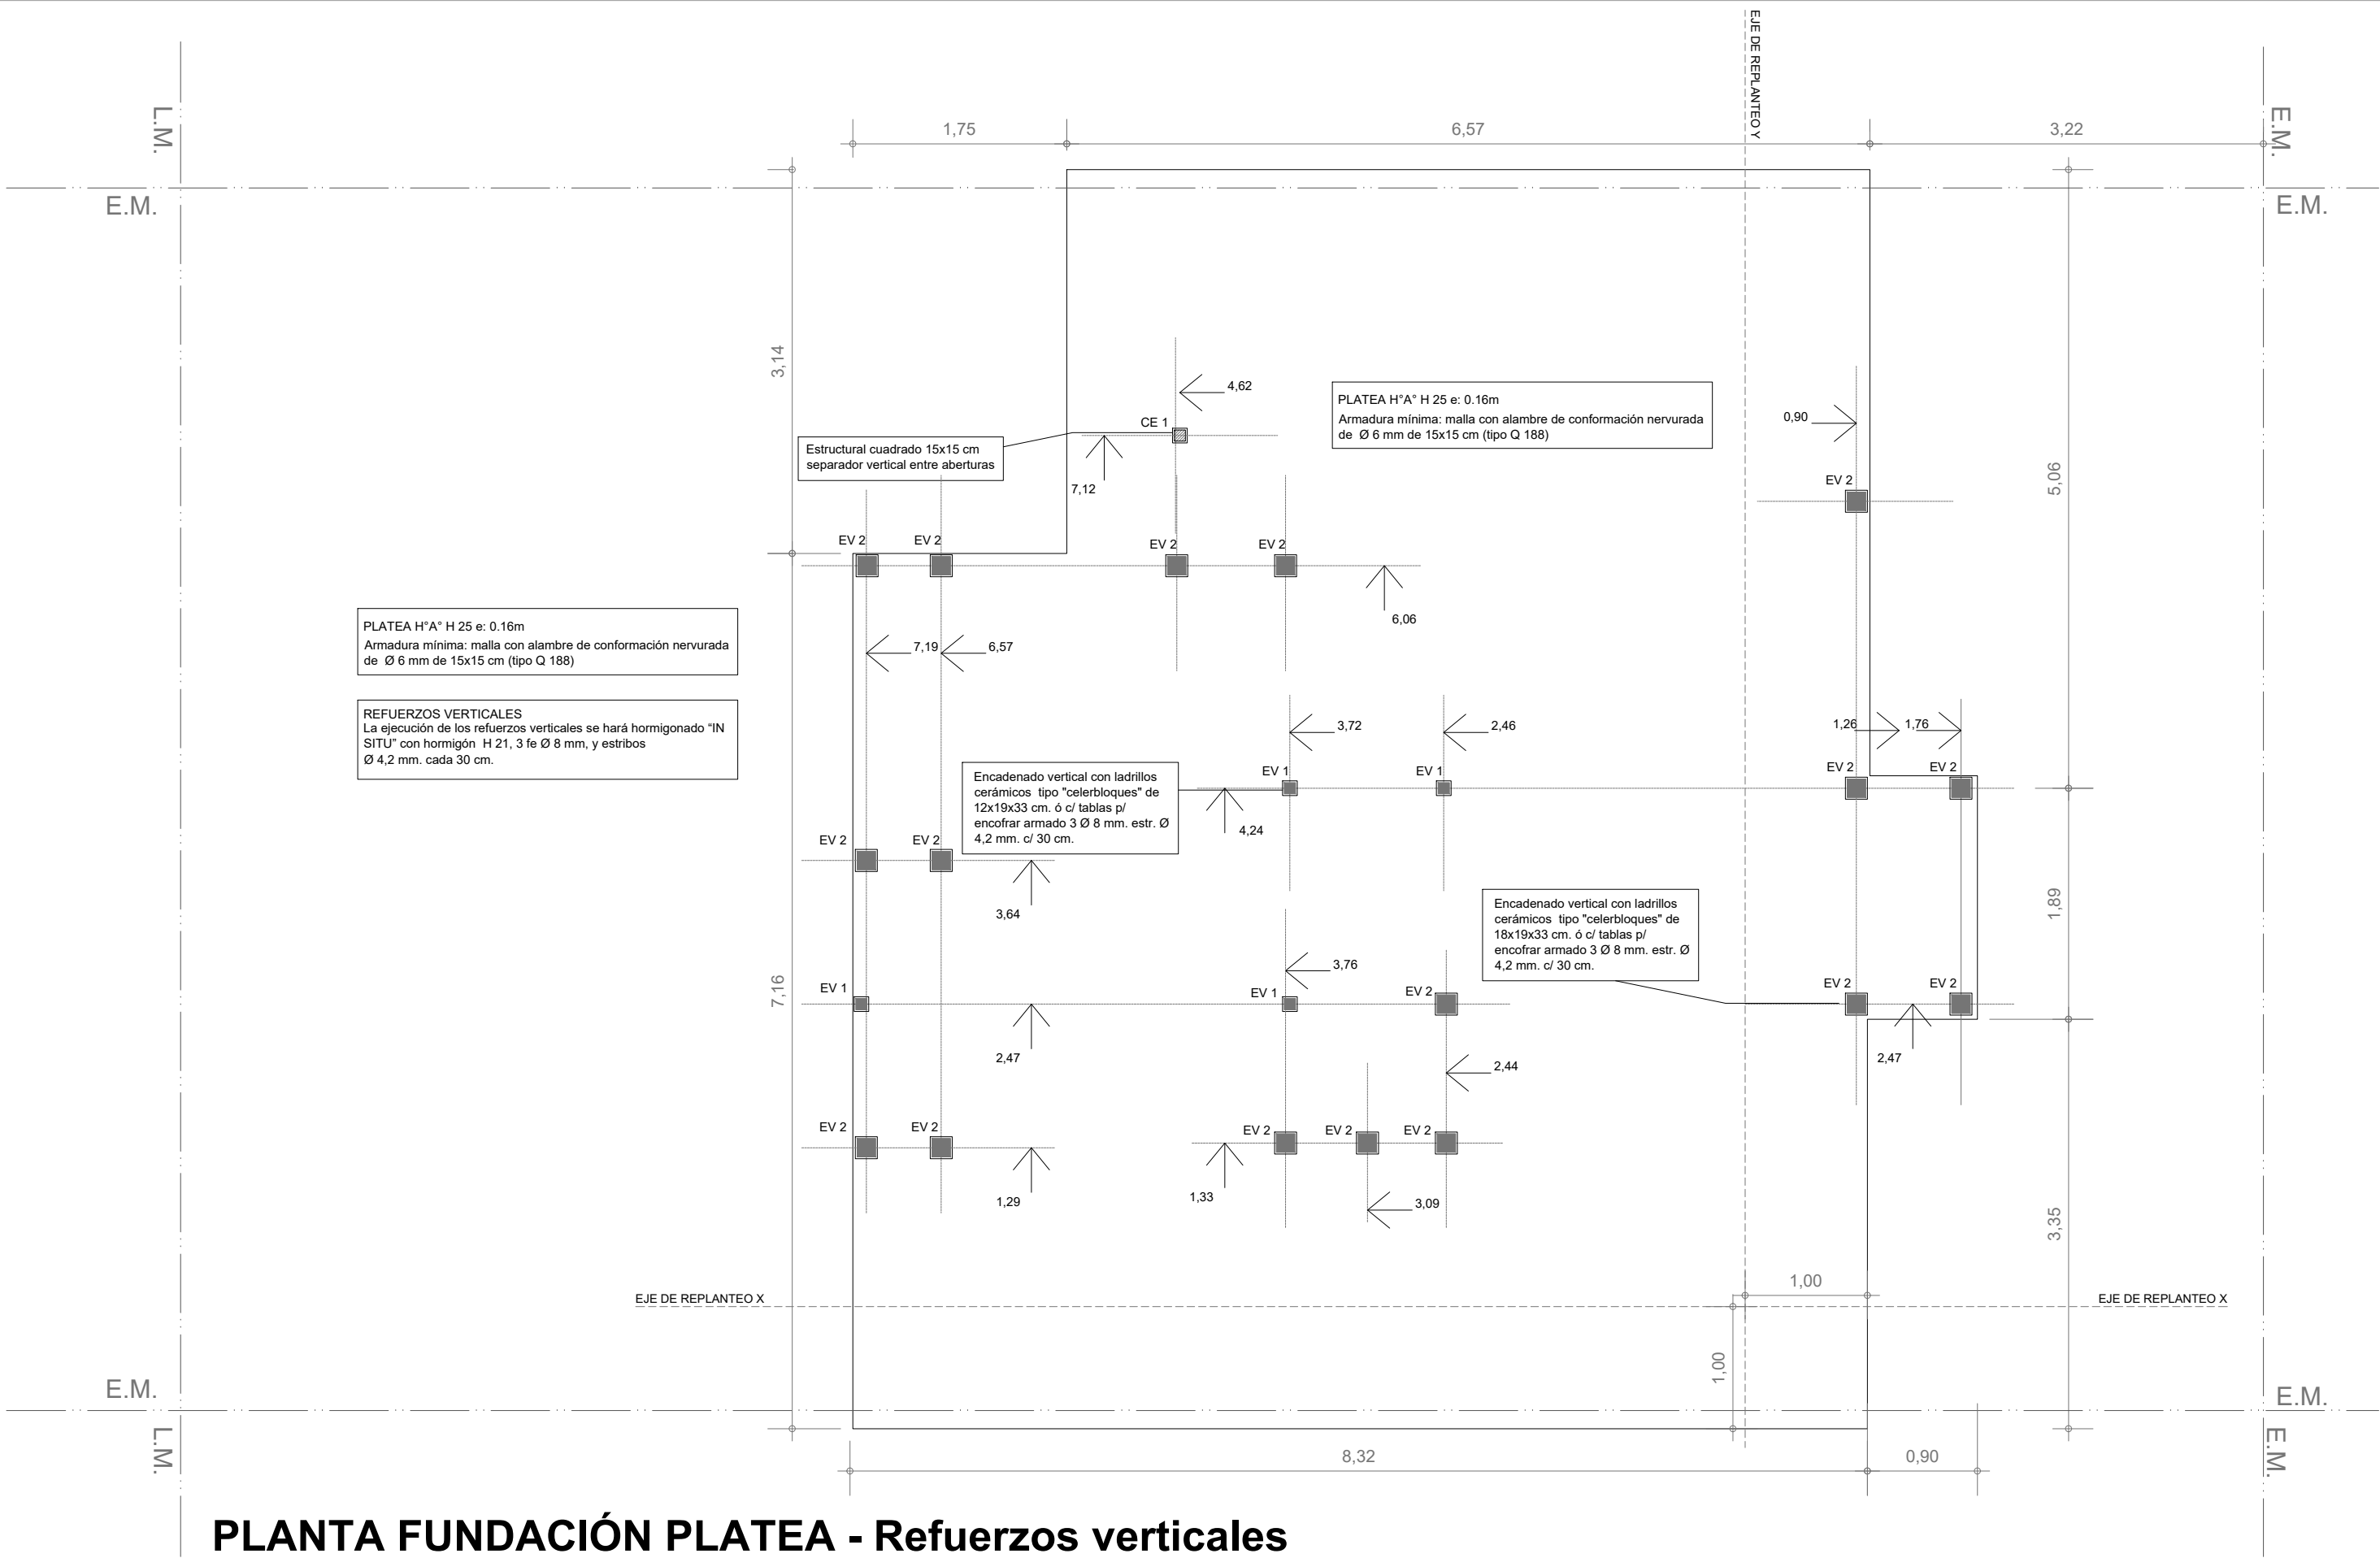 EJE DE REPLANTEO Y
L.M.
E.M.
1,75
6,57
3,22
E.M.
E.M.
3,14
4,62
CE 1
7,12
Estructural cuadrado 15x15 cm
separador vertical entre aberturas
PLATEA H°A° H 25 e: 0.16m
Armadura mínima: malla con alambre de conformación nervurada
de Ø 6 mm de 15x15 cm (tipo Q 188)
0,90
EV 2
5,06
EV 2
EV 2
EV 2
EV 2
6,06
PLATEA H°A° H 25 e: 0.16m
Armadura mínima: malla con alambre de conformación nervurada
de Ø 6 mm de 15x15 cm (tipo Q 188)
7,19
6,57
REFUERZOS VERTICALES
La ejecución de los refuerzos verticales se hará hormigonado “IN
SITU” con hormigón H 21, 3 fe Ø 8 mm, y estribos
Ø 4,2 mm. cada 30 cm.
3,72
2,46
1,26
1,76
EV 1
EV 1
EV 2
EV 2
Encadenado vertical con ladrillos
cerámicos tipo "celerbloques" de
12x19x33 cm. ó c/ tablas p/
encofrar armado 3 Ø 8 mm. estr. Ø
4,2 mm. c/ 30 cm.
4,24
EV 2
EV 2
3,64
Encadenado vertical con ladrillos
cerámicos tipo "celerbloques" de
18x19x33 cm. ó c/ tablas p/
encofrar armado 3 Ø 8 mm. estr. Ø
4,2 mm. c/ 30 cm.
1,89
7,16
3,76
EV 1
EV 1
EV 2
EV 2
EV 2
2,47
2,47
2,44
EV 2
EV 2
EV 2
EV 2
EV 2
1,29
1,33
3,09
3,35
1,00
EJE DE REPLANTEO X
EJE DE REPLANTEO X
1,00
E.M.
E.M.
L.M.
E.M.
8,32
0,90
PLANTA FUNDACIÓN PLATEA - Refuerzos verticales